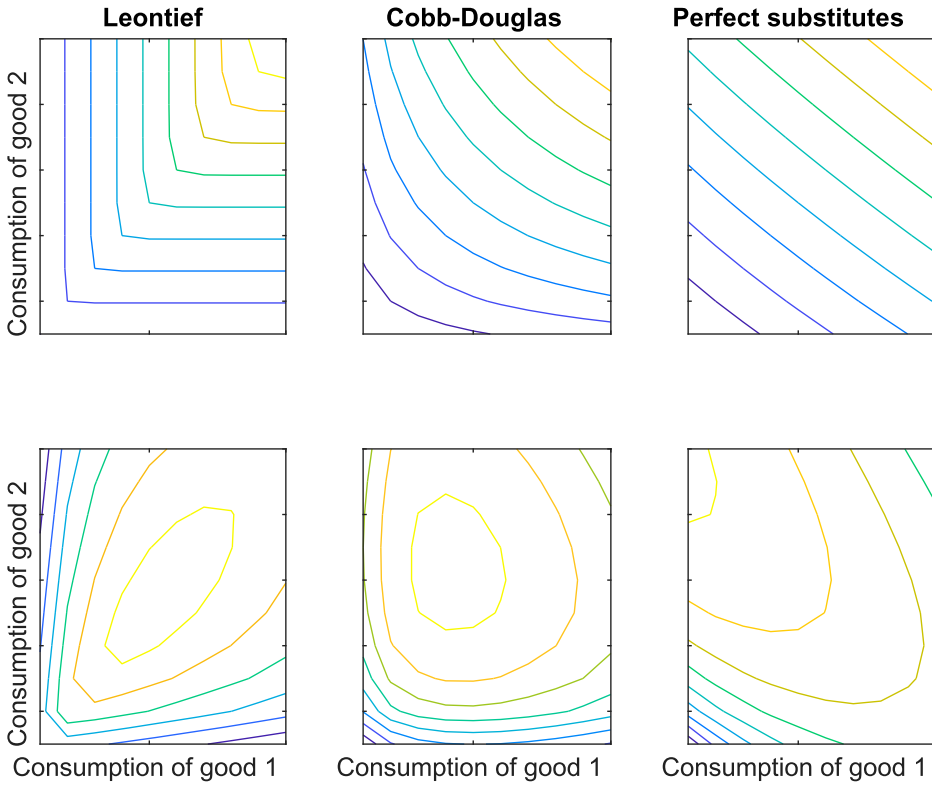 Leontief
Cobb-Douglas
Perfect substitutes
Consumption of good 2
Consumption of good 2
Consumption of good 1
Consumption of good 1
Consumption of good 1